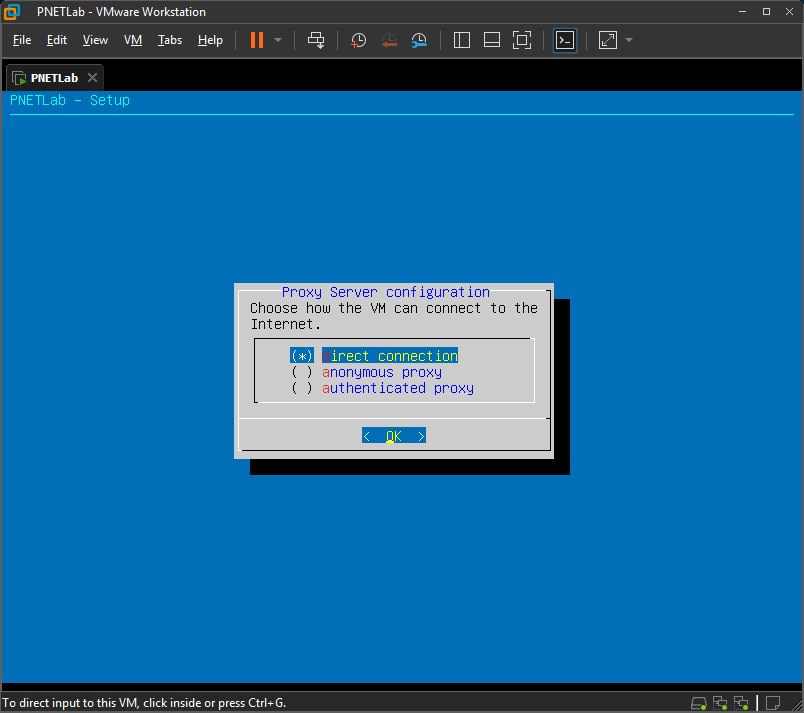 PNETLab - VMware Workstation
File Edit View VM Tabs Help
PNETLab
PNETLab - Setup
Proxy Server configuration
Choose how the VM can connect to the
Internet.
(*) direct connection
( ) anonymous proxy
( ) authenticated proxy
< OK >
To direct input to this VM, click inside or press Ctrl+G.